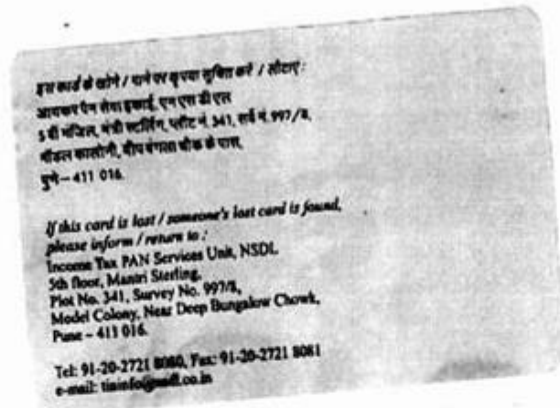 इस कार्ड के खोने / पाने पर कृपया सूचित करें / लौटाएं :
आयकर पैन सेवा इकाई, एन एस डी एल
5 वीं मंजिल, मंत्री स्टर्लिंग, प्लॉट नं. 341, सर्वे नं. 997/8,
मॉडल कालोनी, दीप बंगला चौक के पास,
पुणे – 411 016.
If this card is lost / someone's lost card is found,
please inform / return to :
Income Tax PAN Services Unit, NSDL
5th floor, Mantri Sterling,
Plot No. 341, Survey No. 997/8,
Model Colony, Near Deep Bungalow Chowk,
Pune – 411 016.
Tel: 91-20-2721 8080, Fax: 91-20-2721 8081
e-mail: tininfo@nsdl.co.in